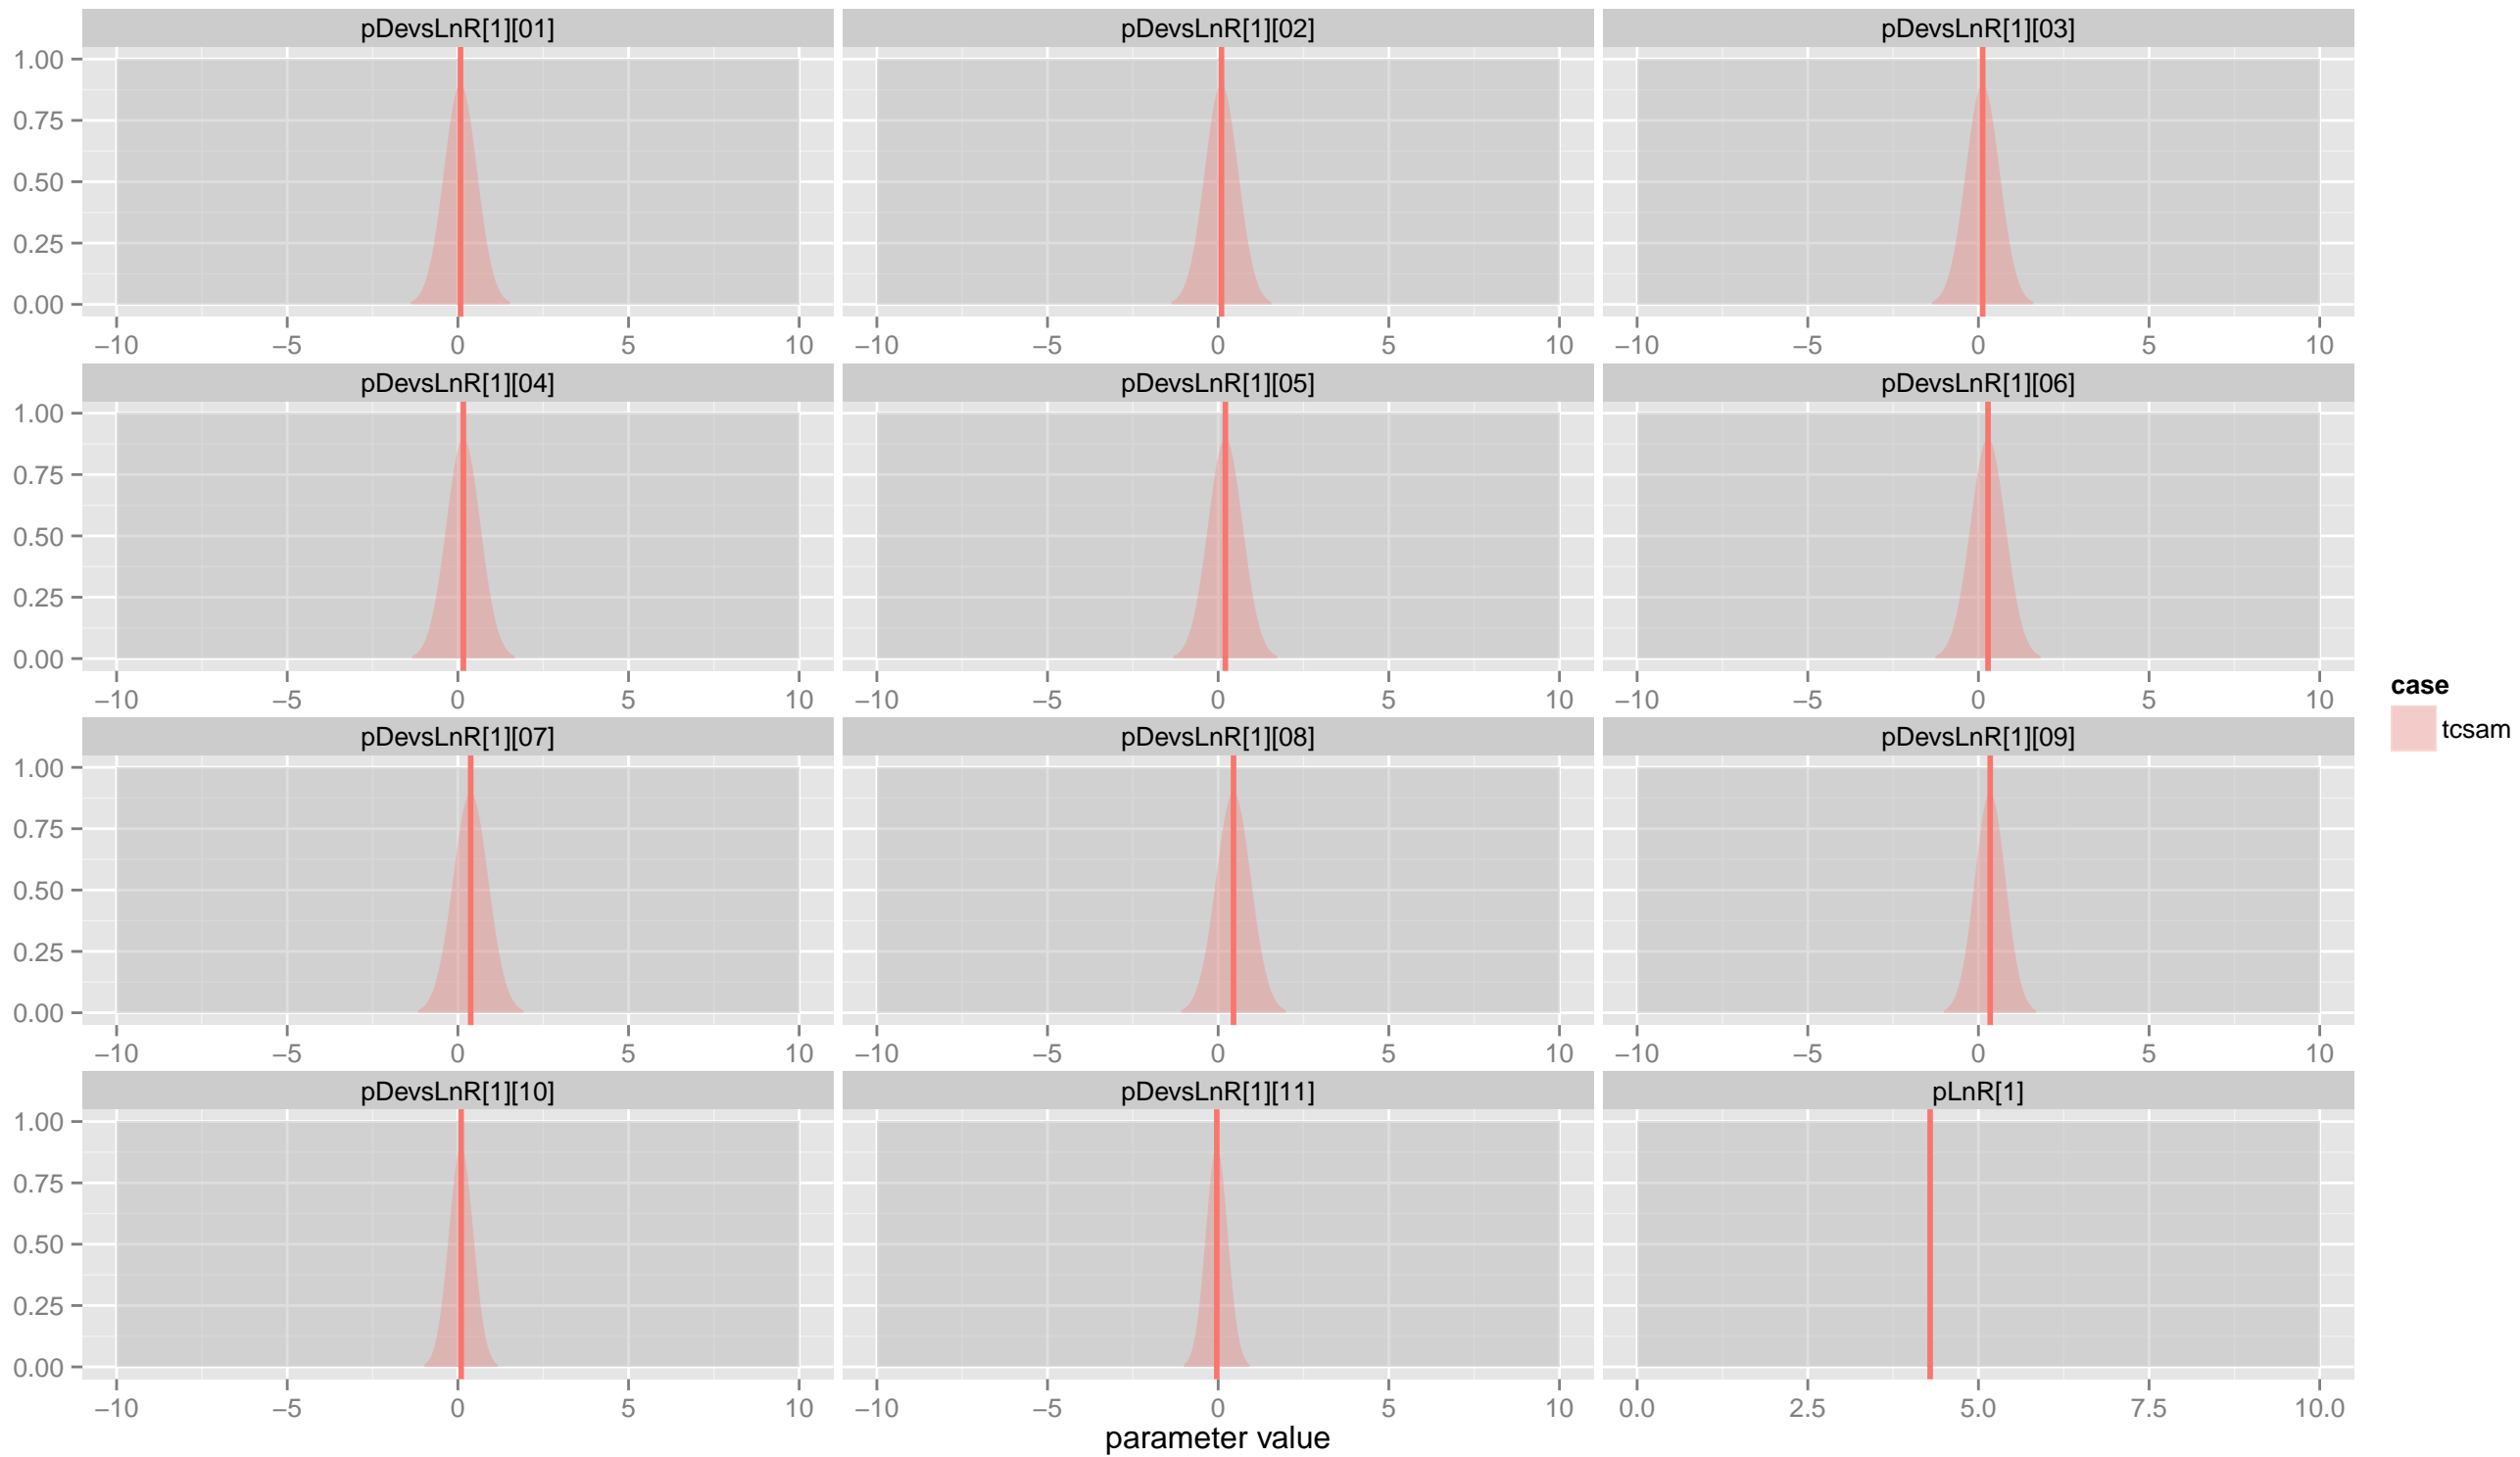 pDevsLnR[1][01] pDevsLnR[1][02] pDevsLnR[1][03]
1.00
0.75
0.50
0.25
0.00
−10 −5 0 5 10 −10 −5 0 5 10 −10 −5 0 5 10
pDevsLnR[1][04] pDevsLnR[1][05] pDevsLnR[1][06]
1.00
0.75
0.50
0.25
0.00
−10 −5 0 5 10 −10 −5 0 5 10 −10 −5 0 5 10
case
tcsam
pDevsLnR[1][07] pDevsLnR[1][08] pDevsLnR[1][09]
1.00
0.75
0.50
0.25
0.00
−10 −5 0 5 10 −10 −5 0 5 10 −10 −5 0 5 10
pDevsLnR[1][10] pDevsLnR[1][11] pLnR[1]
1.00
0.75
0.50
0.25
0.00
−10 −5 0 5 10 −10 −5 0 5 10 0.0 2.5 5.0 7.5 10.0
parameter value